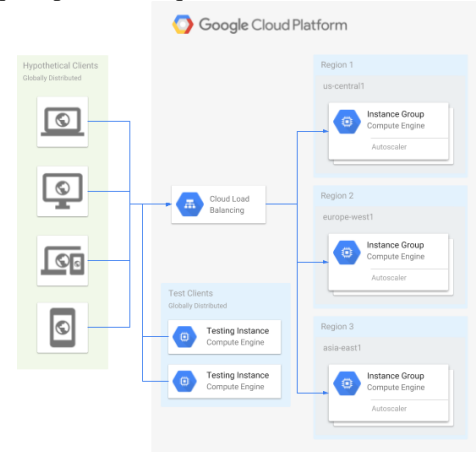 Google Cloud Platform
Hypothetical Clients
Globally Distributed
Region 1
us-central1
Instance Group
Compute Engine
Autoscaler
Cloud Load
Balancing
Region 2
europe-west1
Instance Group
Compute Engine
Autoscaler
Test Clients
Globally Distributed
Testing Instance
Compute Engine
Testing Instance
Compute Engine
Region 3
asia-east1
Instance Group
Compute Engine
Autoscaler